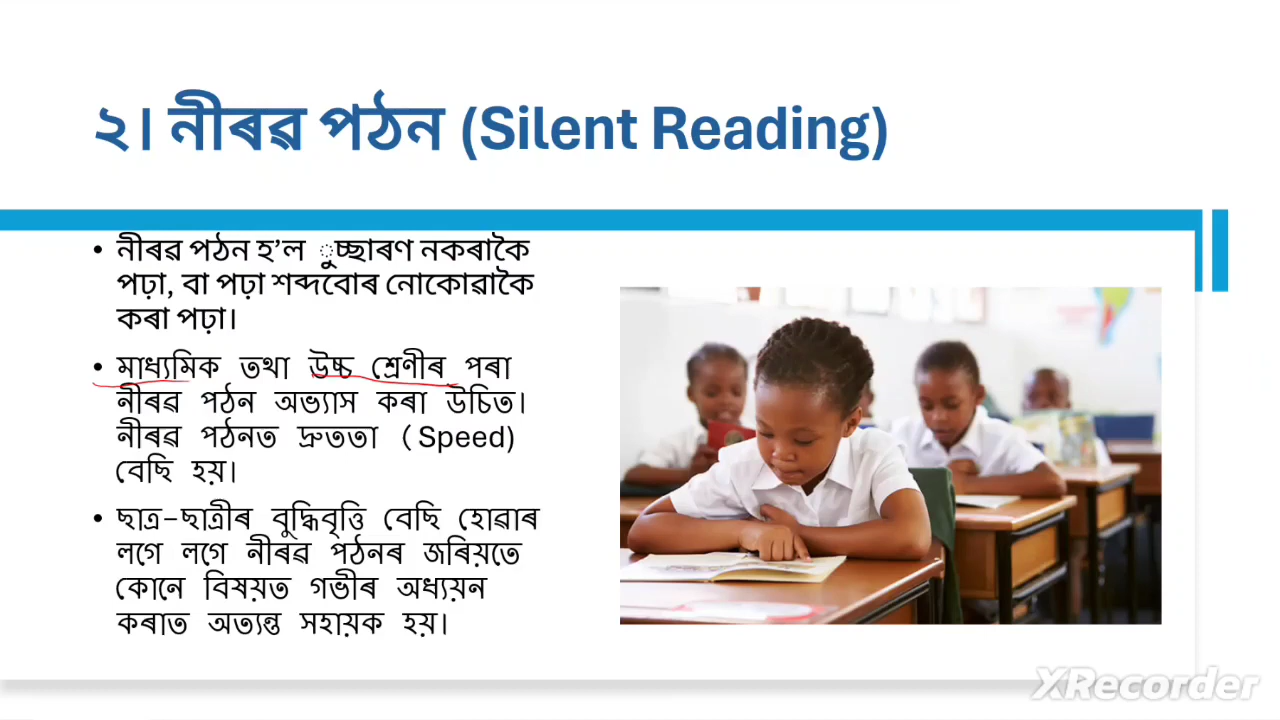 ২। নীৰৱ পঠন (Silent Reading)
• নীৰৱ পঠন হ’ল ুচ্ছাৰণ নকৰাকৈ
পঢ়া, বা পঢ়া শব্দবোৰ নোকোৱাকৈ
কৰা পঢ়া।
• মাধ্যমিক তথা উচ্চ শ্ৰেণীৰ পৰা
নীৰৱ পঠন অভ্যাস কৰা উচিত।
নীৰৱ পঠনত দ্ৰুততা (Speed)
বেছি হয়।
• ছাত্ৰ-ছাত্ৰীৰ বুদ্ধিবৃত্তি বেছি হোৱাৰ
লগে লগে নীৰৱ পঠনৰ জৰিয়তে
কোনে বিষয়ত গভীৰ অধ্যয়ন
কৰাত অত্যন্ত সহায়ক হয়।
XRecorder